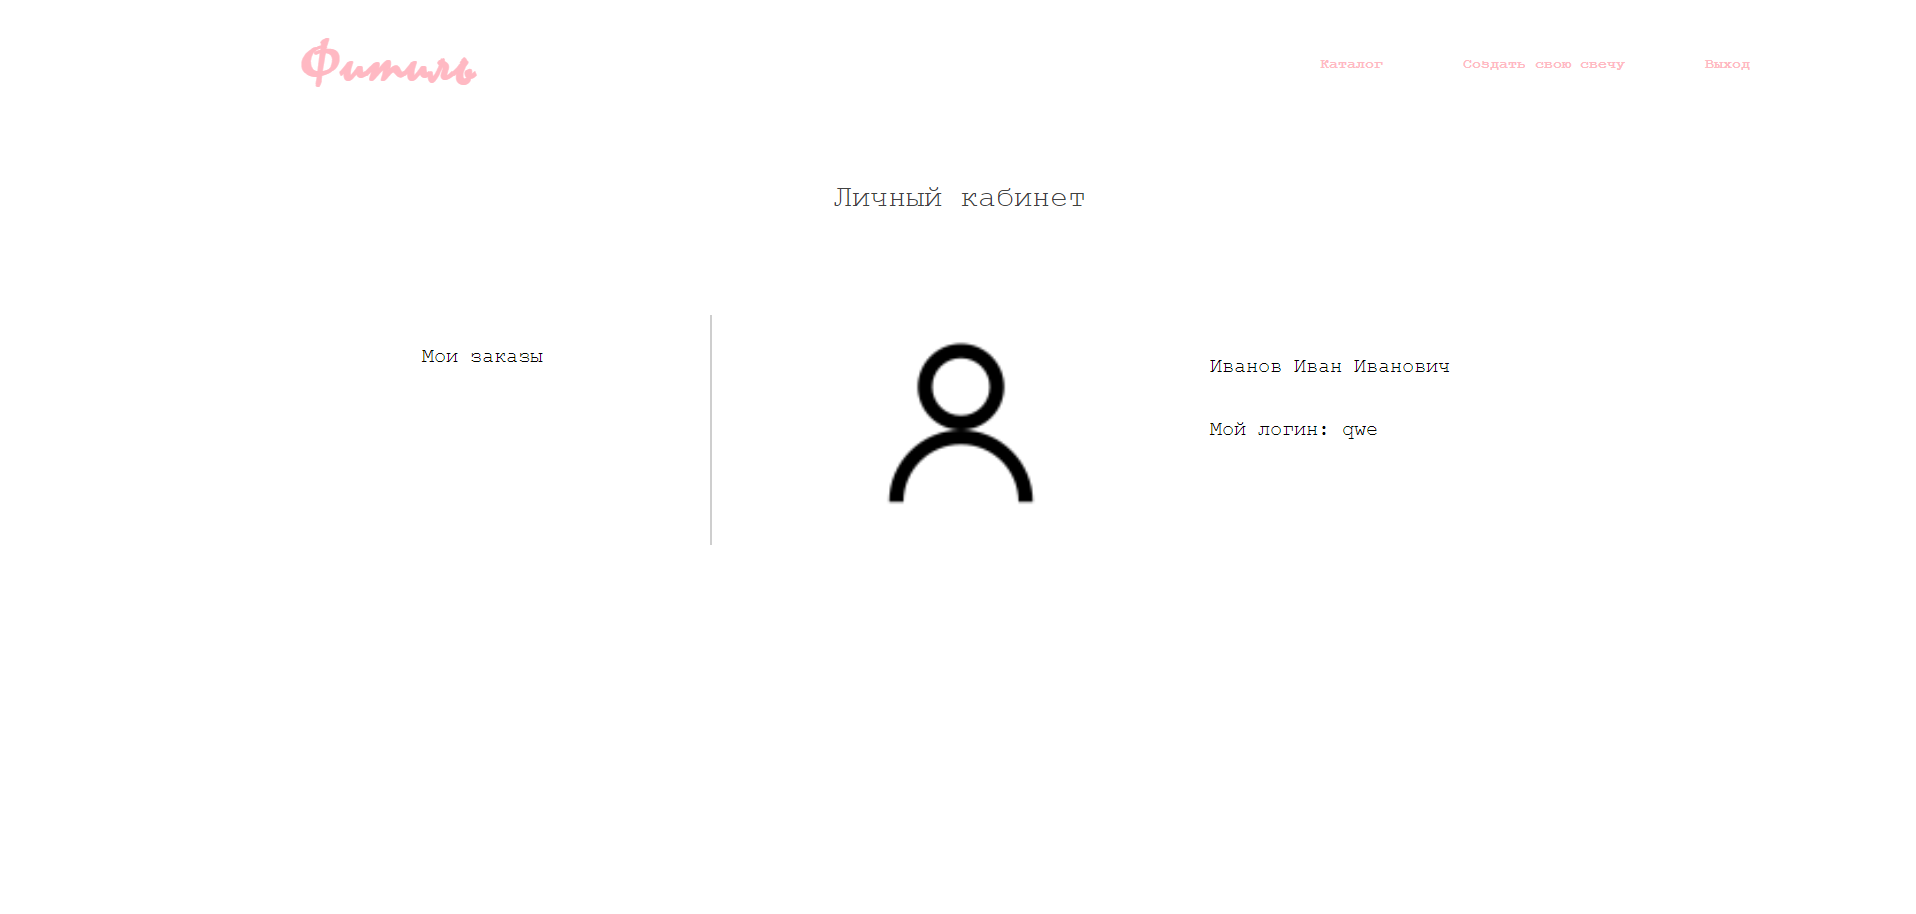 Фитиль
Каталог
Создать свою свечу
Выход
Личный кабинет
Мои заказы
Иванов Иван Иванович
Мой логин: qwe